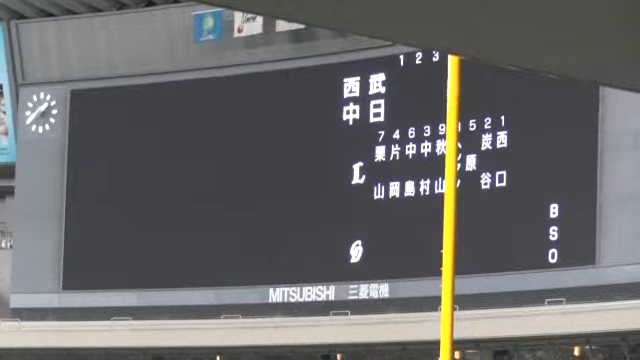 1 2 3
西武
中日
7 4 6 3 9 8 5 2 1
栗片中中秋 炭西
原
L
山岡島村山 谷口
B
S
O
MITSUBISHI 三菱電機